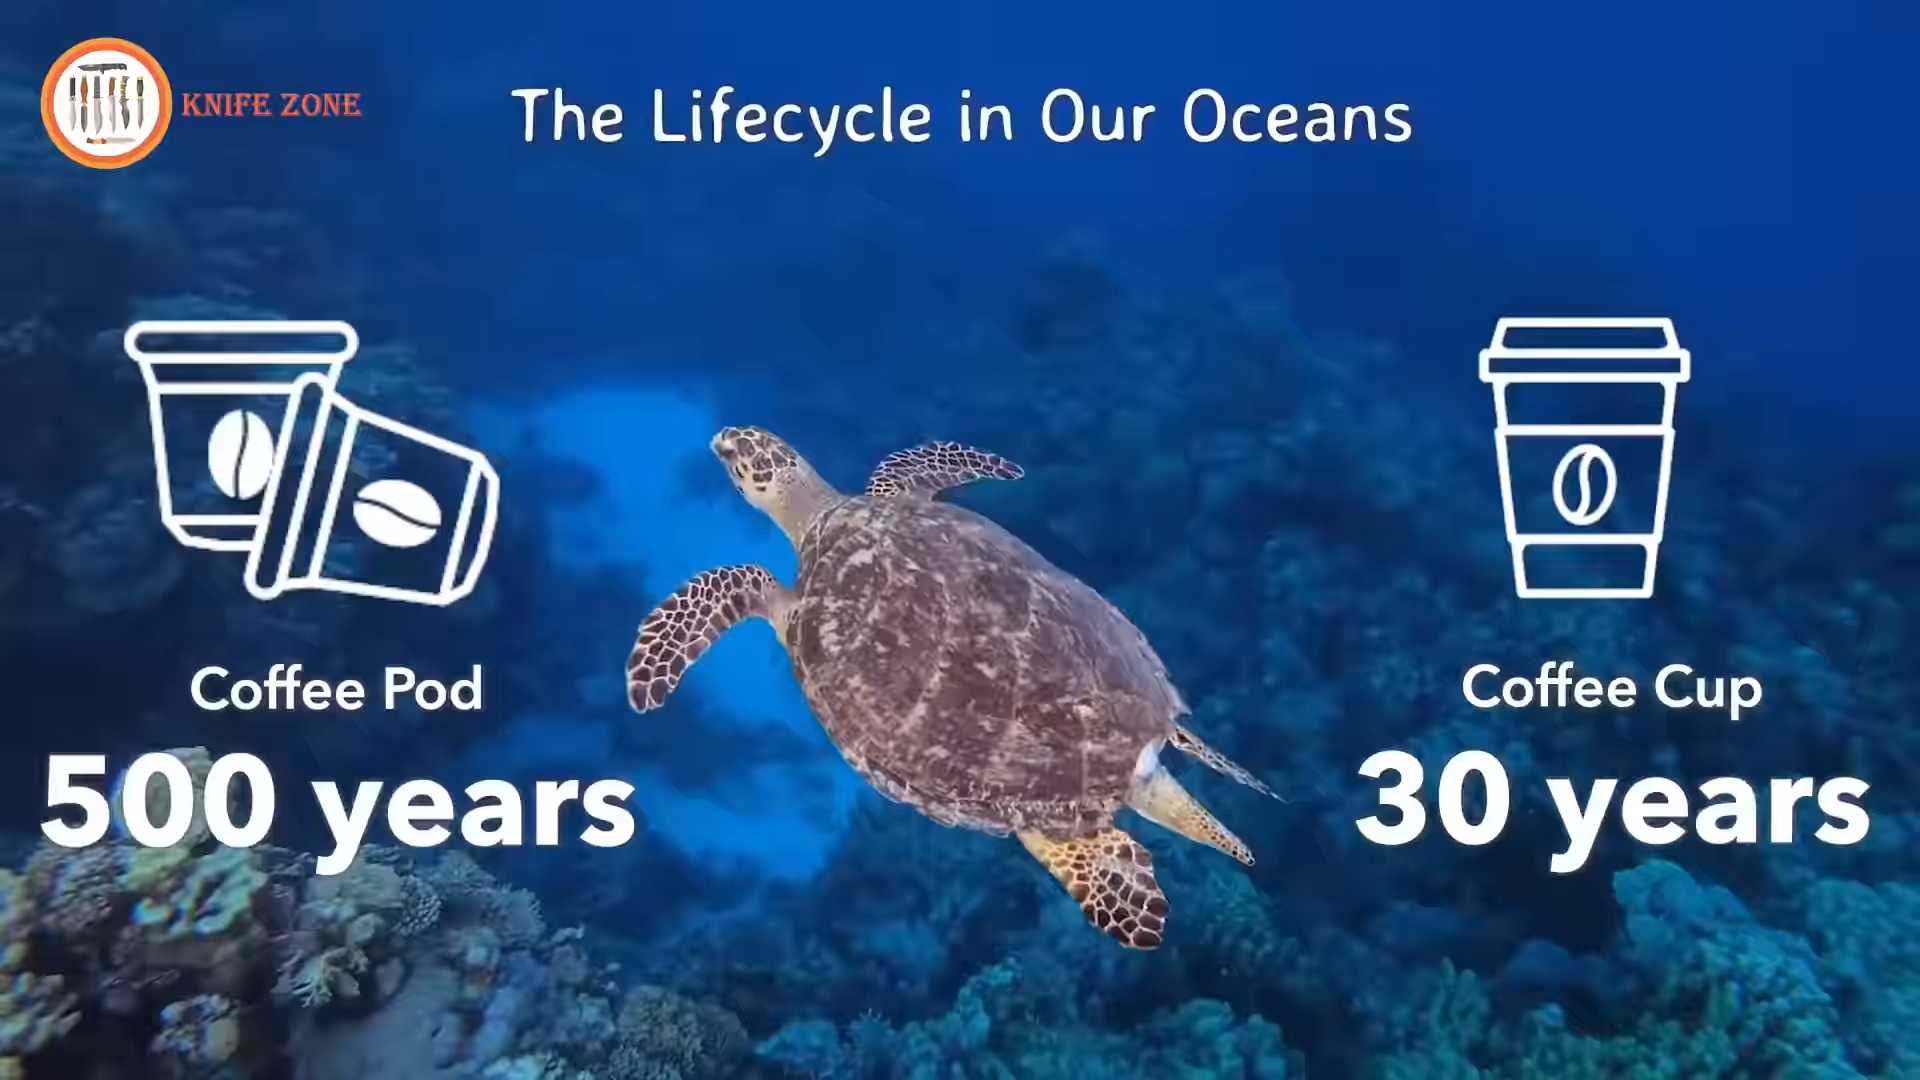 KNIFE ZONE
The Lifecycle in Our Oceans
Coffee Pod
500 years
Coffee Cup
30 years